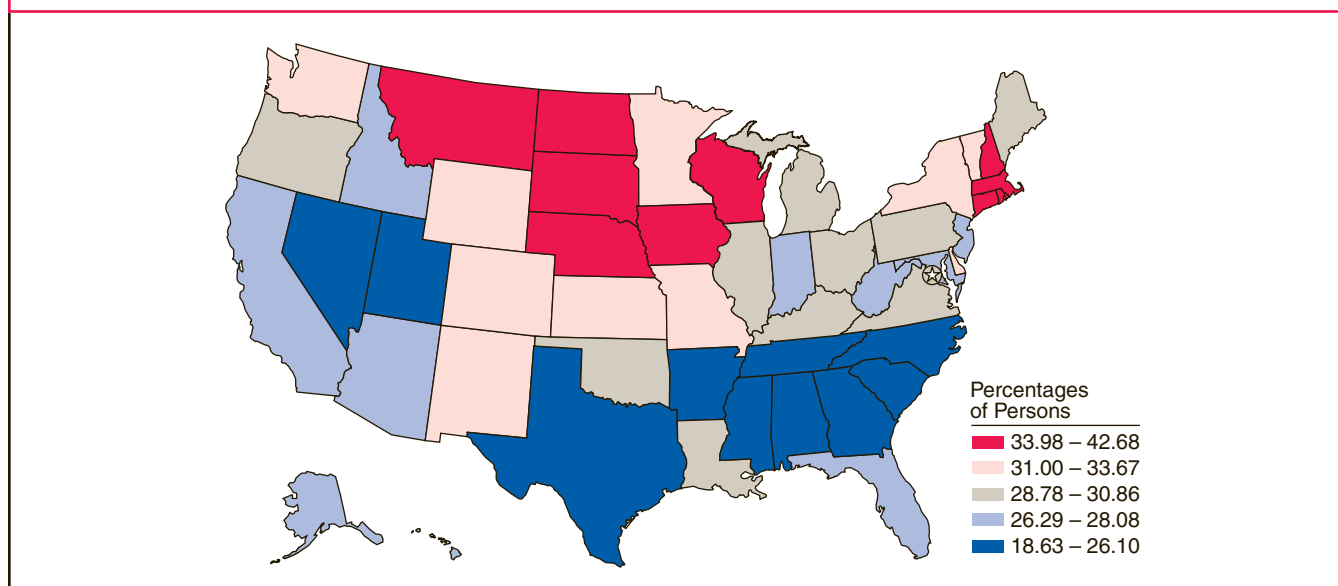 Percentages
of Persons
33.98 – 42.68
31.00 – 33.67
28.78 – 30.86
26.29 – 28.08
18.63 – 26.10